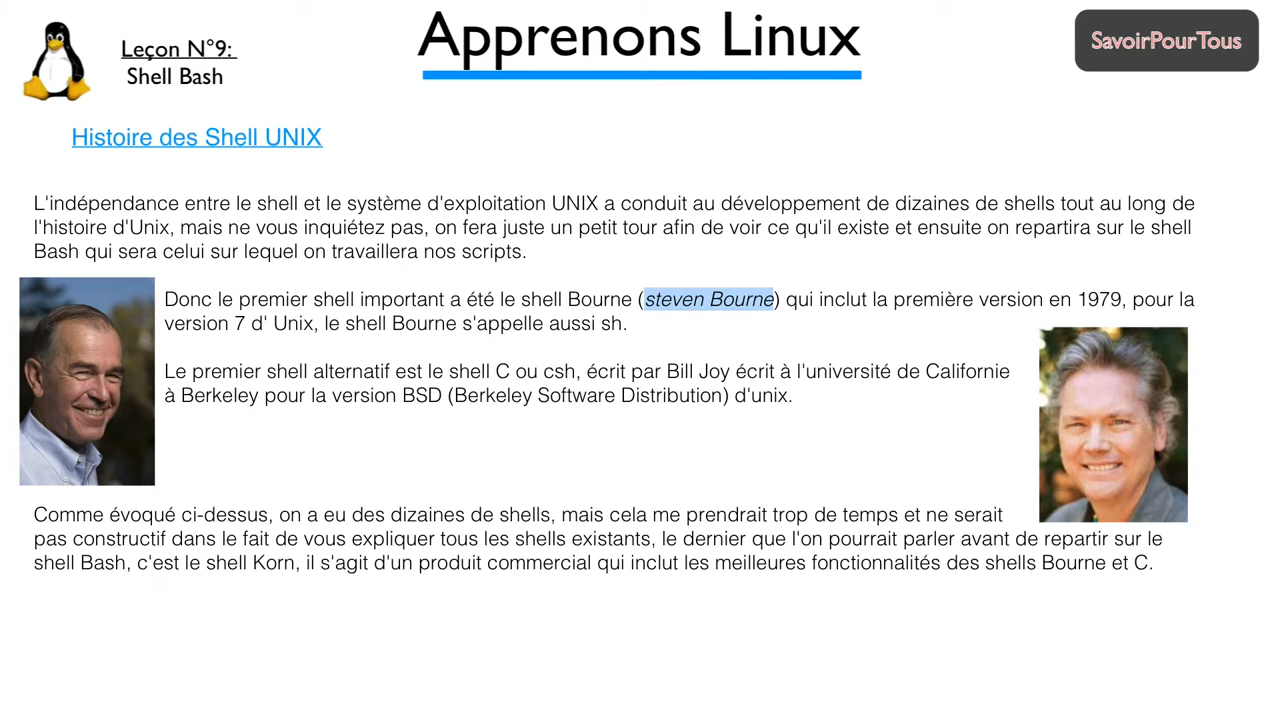 Apprenons Linux
SavoirPourTous
Leçon N°9:
Shell Bash
Histoire des Shell UNIX
L'indépendance entre le shell et le système d'exploitation UNIX a conduit au développement de dizaines de shells tout au long de
l'histoire d'Unix, mais ne vous inquiétez pas, on fera juste un petit tour afin de voir ce qu'il existe et ensuite on repartira sur le shell
Bash qui sera celui sur lequel on travaillera nos scripts.
Donc le premier shell important a été le shell Bourne (steven Bourne) qui inclut la première version en 1979, pour la
version 7 d' Unix, le shell Bourne s'appelle aussi sh.
Le premier shell alternatif est le shell C ou csh, écrit par Bill Joy écrit à l'université de Californie
à Berkeley pour la version BSD (Berkeley Software Distribution) d'unix.
Comme évoqué ci-dessus, on a eu des dizaines de shells, mais cela me prendrait trop de temps et ne serait
pas constructif dans le fait de vous expliquer tous les shells existants, le dernier que l'on pourrait parler avant de repartir sur le
shell Bash, c'est le shell Korn, il s'agit d'un produit commercial qui inclut les meilleures fonctionnalités des shells Bourne et C.